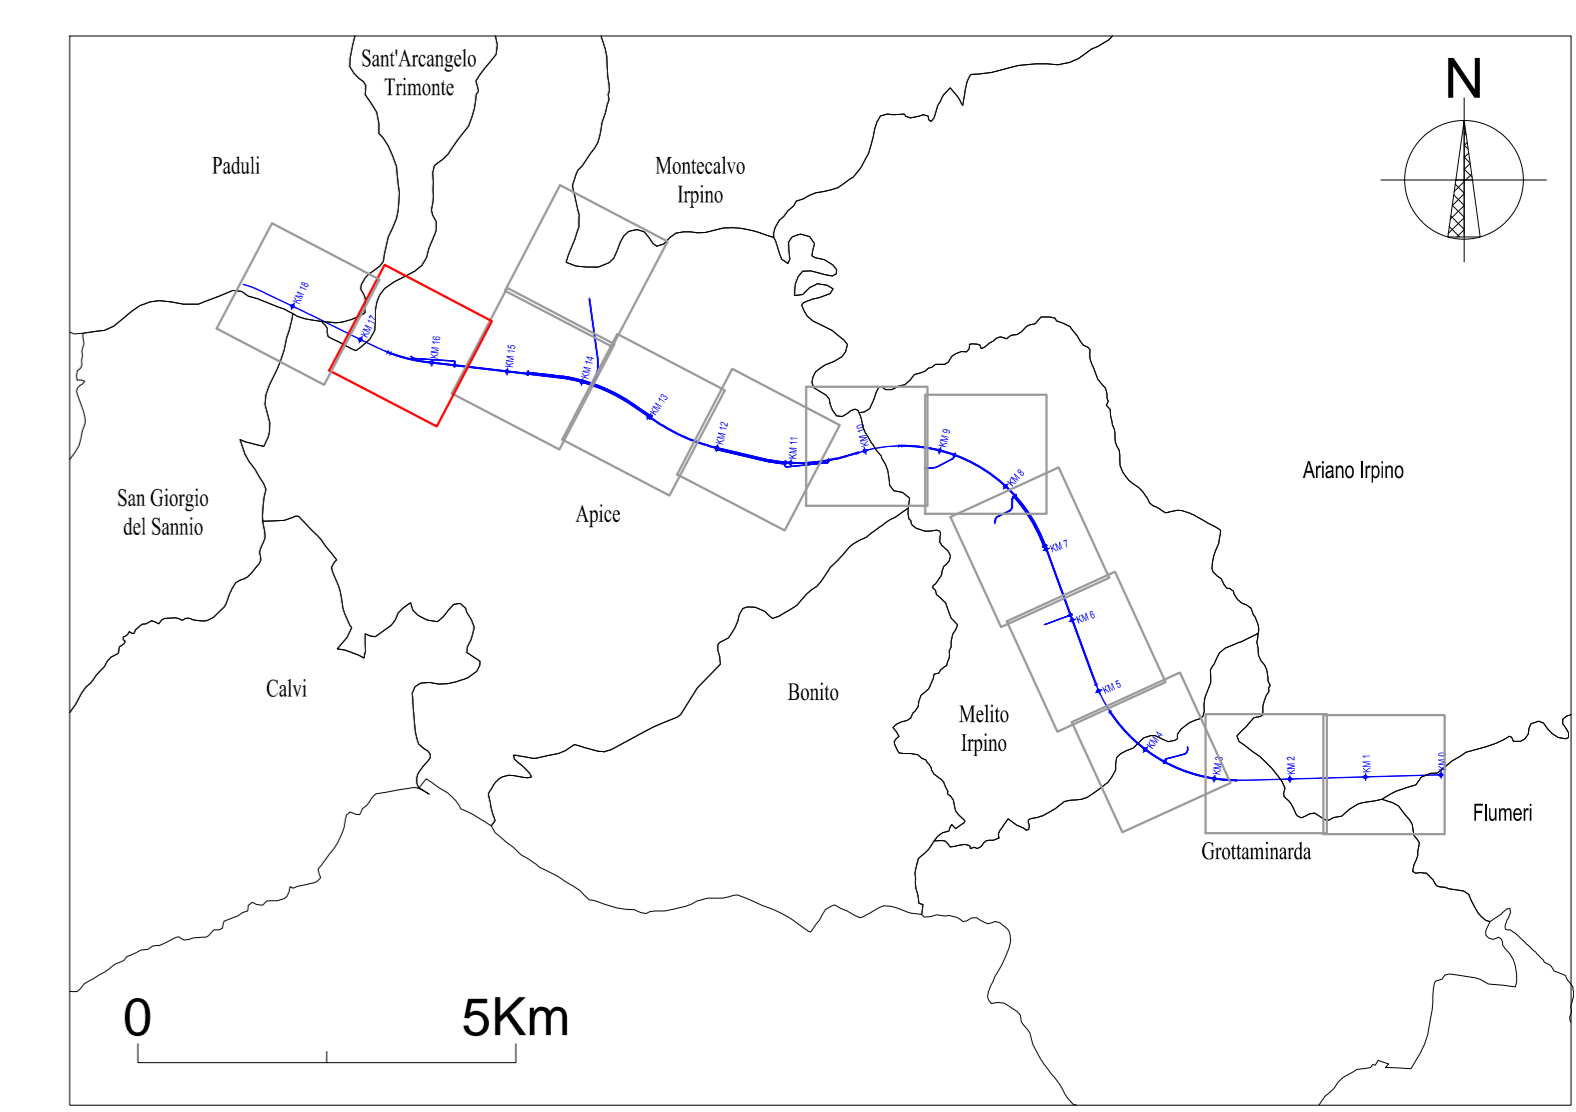 Sant'Arcangelo
Trimonte
N
Paduli
Montecalvo
Irpino
KM 18
KM 17
KM 16
KM 15
KM 14
KM 13
KM 12
KM 11
KM 10
KM 9
KM 8
Ariano Irpino
San Giorgio
del Sannio
Apice
KM 7
KM 6
KM 5
Calvi
Bonito
Melito
Irpino
KM 4
KM 3
KM 2
KM 1
KM 0
Flumeri
Grottaminarda
0
5Km